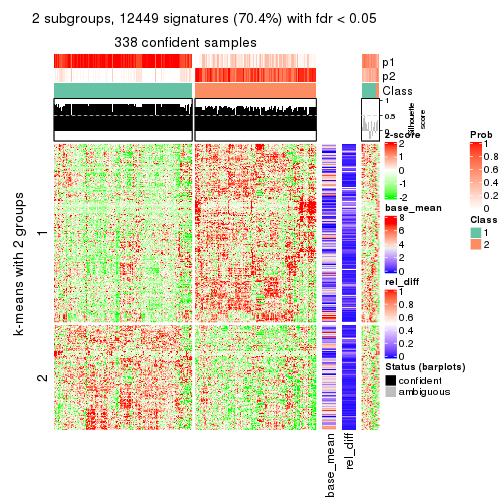 2 subgroups, 12449 signatures (70.4%) with fdr < 0.05
338 confident samples
p1
p2
Class
1
0.5
0
Silhouette
score
k-means with 2 groups
1
2
base_mean
rel_diff
z-score
2
1
0
-1
-2
base_mean
8
6
4
2
0
rel_diff
1
0.8
0.6
0.4
0.2
0
Status (barplots)
confident
ambiguous
Prob
1
0.8
0.6
0.4
0.2
0
Class
1
2